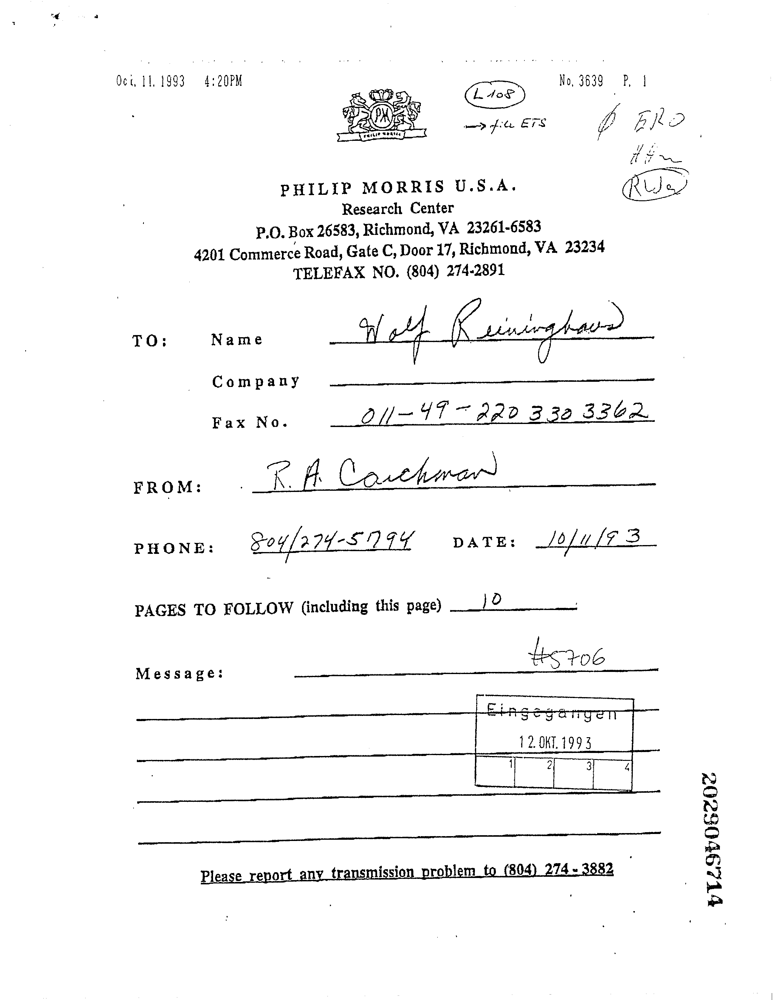 Oct. 11. 1993 4:20PM No. 3639 P. 1
L108
→ file ETS
ERO
PM
PHILIP MORRIS
PHILIP MORRIS U.S.A.
Research Center
P.O. Box 26583, Richmond, VA 23261-6583
4201 Commerce Road, Gate C, Door 17, Richmond, VA 23234
TELEFAX NO. (804) 274-2891
TO: Name Wolf Reininghaus
Company
Fax No. 011-49-220 330 3362
FROM: R. A. Carchman
PHONE: 804/274-5794 DATE: 10/11/93
PAGES TO FOLLOW (including this page) 10
#5706
Message:
Eingegangen
12. OKT. 1993
1 2 3 4
Please report any transmission problem to (804) 274-3882
2029046714